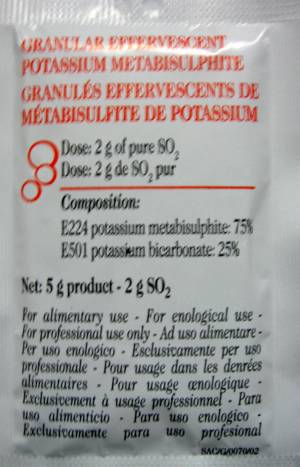 GRANULAR EFFERVESCENT
POTASSIUM METABISULPHITE
GRANULÉS EFFERVESCENTS DE
MÉTABISULFITE DE POTASSIUM
Dose: 2 g of pure SO2
Dose: 2 g de SO2 pur
Composition:
E224 potassium metabisulphite: 75%
E501 potassium bicarbonate: 25%
Net: 5 g product - 2 g SO2
For alimentary use - For enological use -
For professional use only - Ad uso alimentare -
Per uso enologico - Esclusivamente per uso
professionale - Pour usage dans les denrées
alimentaires - Pour usage œnologique -
Exclusivement à usage professionnel - Para
uso alimenticio - Para uso enologico -
Exclusivamente para uso profesional
SAC/G/0070/02